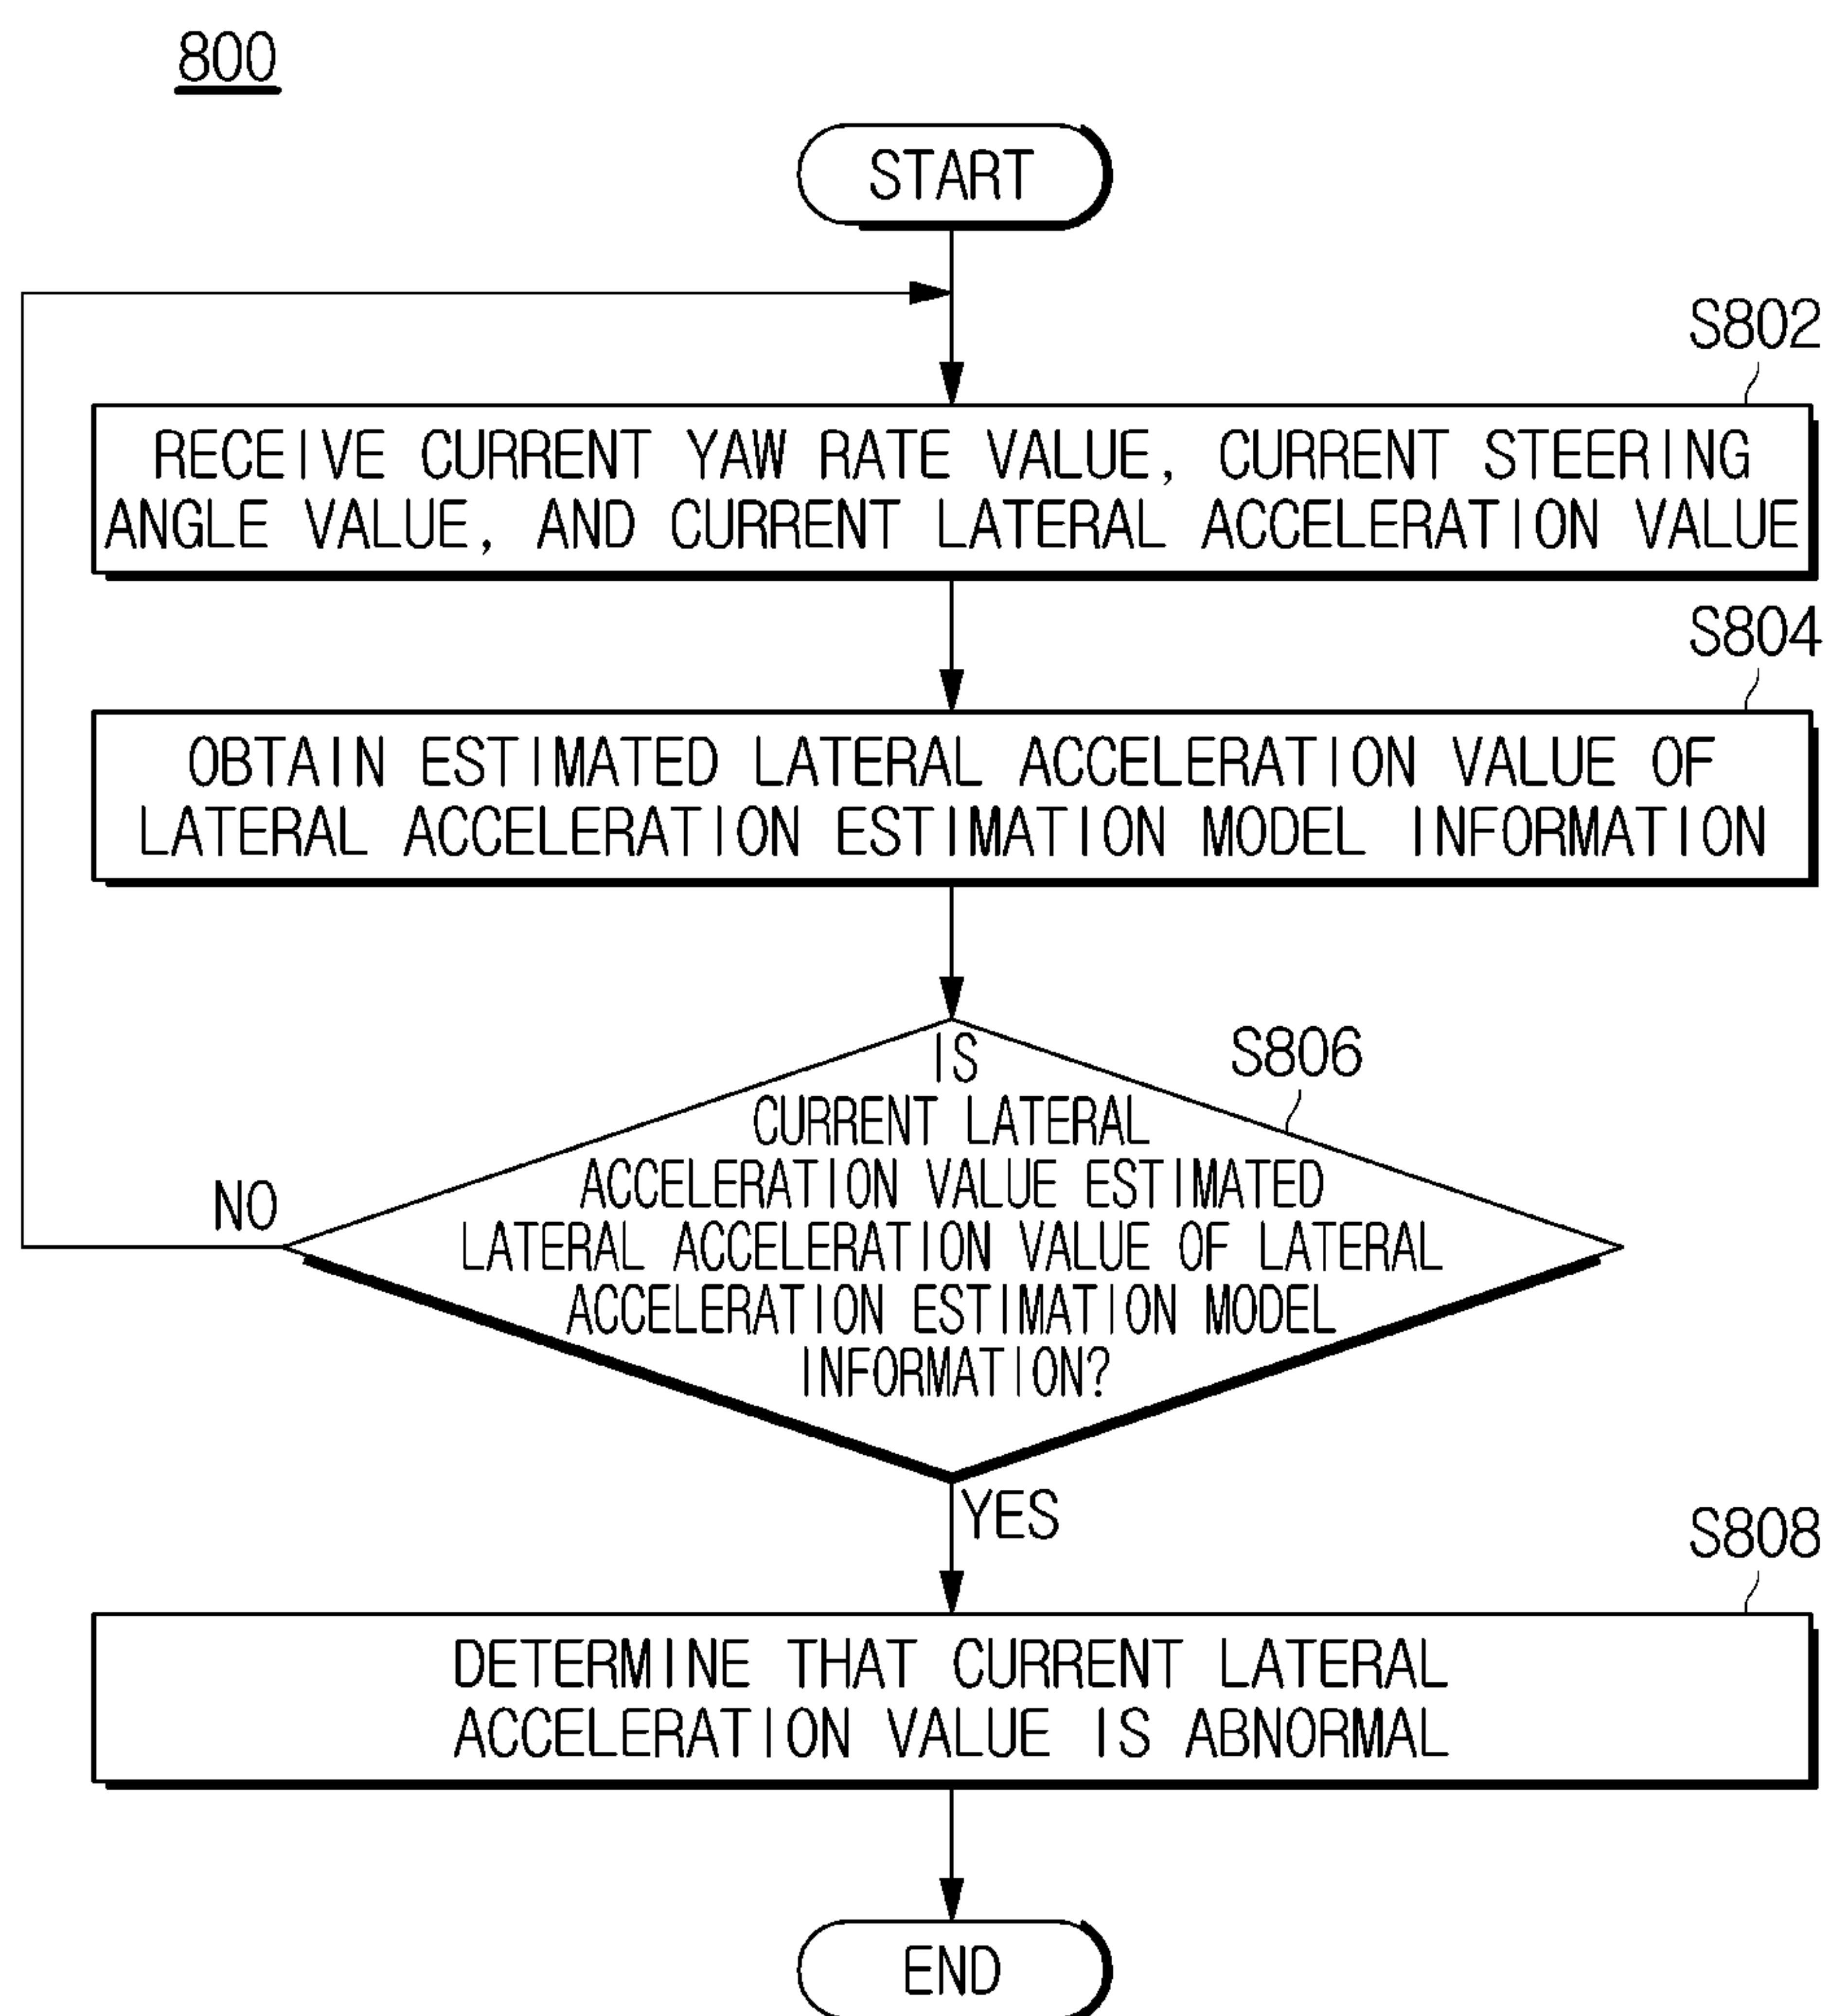 800
START
S802
RECEIVE CURRENT YAW RATE VALUE, CURRENT STEERING
ANGLE VALUE, AND CURRENT LATERAL ACCELERATION VALUE
S804
OBTAIN ESTIMATED LATERAL ACCELERATION VALUE OF
LATERAL ACCELERATION ESTIMATION MODEL INFORMATION
S806
IS
CURRENT LATERAL
ACCELERATION VALUE ESTIMATED
LATERAL ACCELERATION VALUE OF LATERAL
ACCELERATION ESTIMATION MODEL
INFORMATION?
NO
YES
S808
DETERMINE THAT CURRENT LATERAL
ACCELERATION VALUE IS ABNORMAL
END